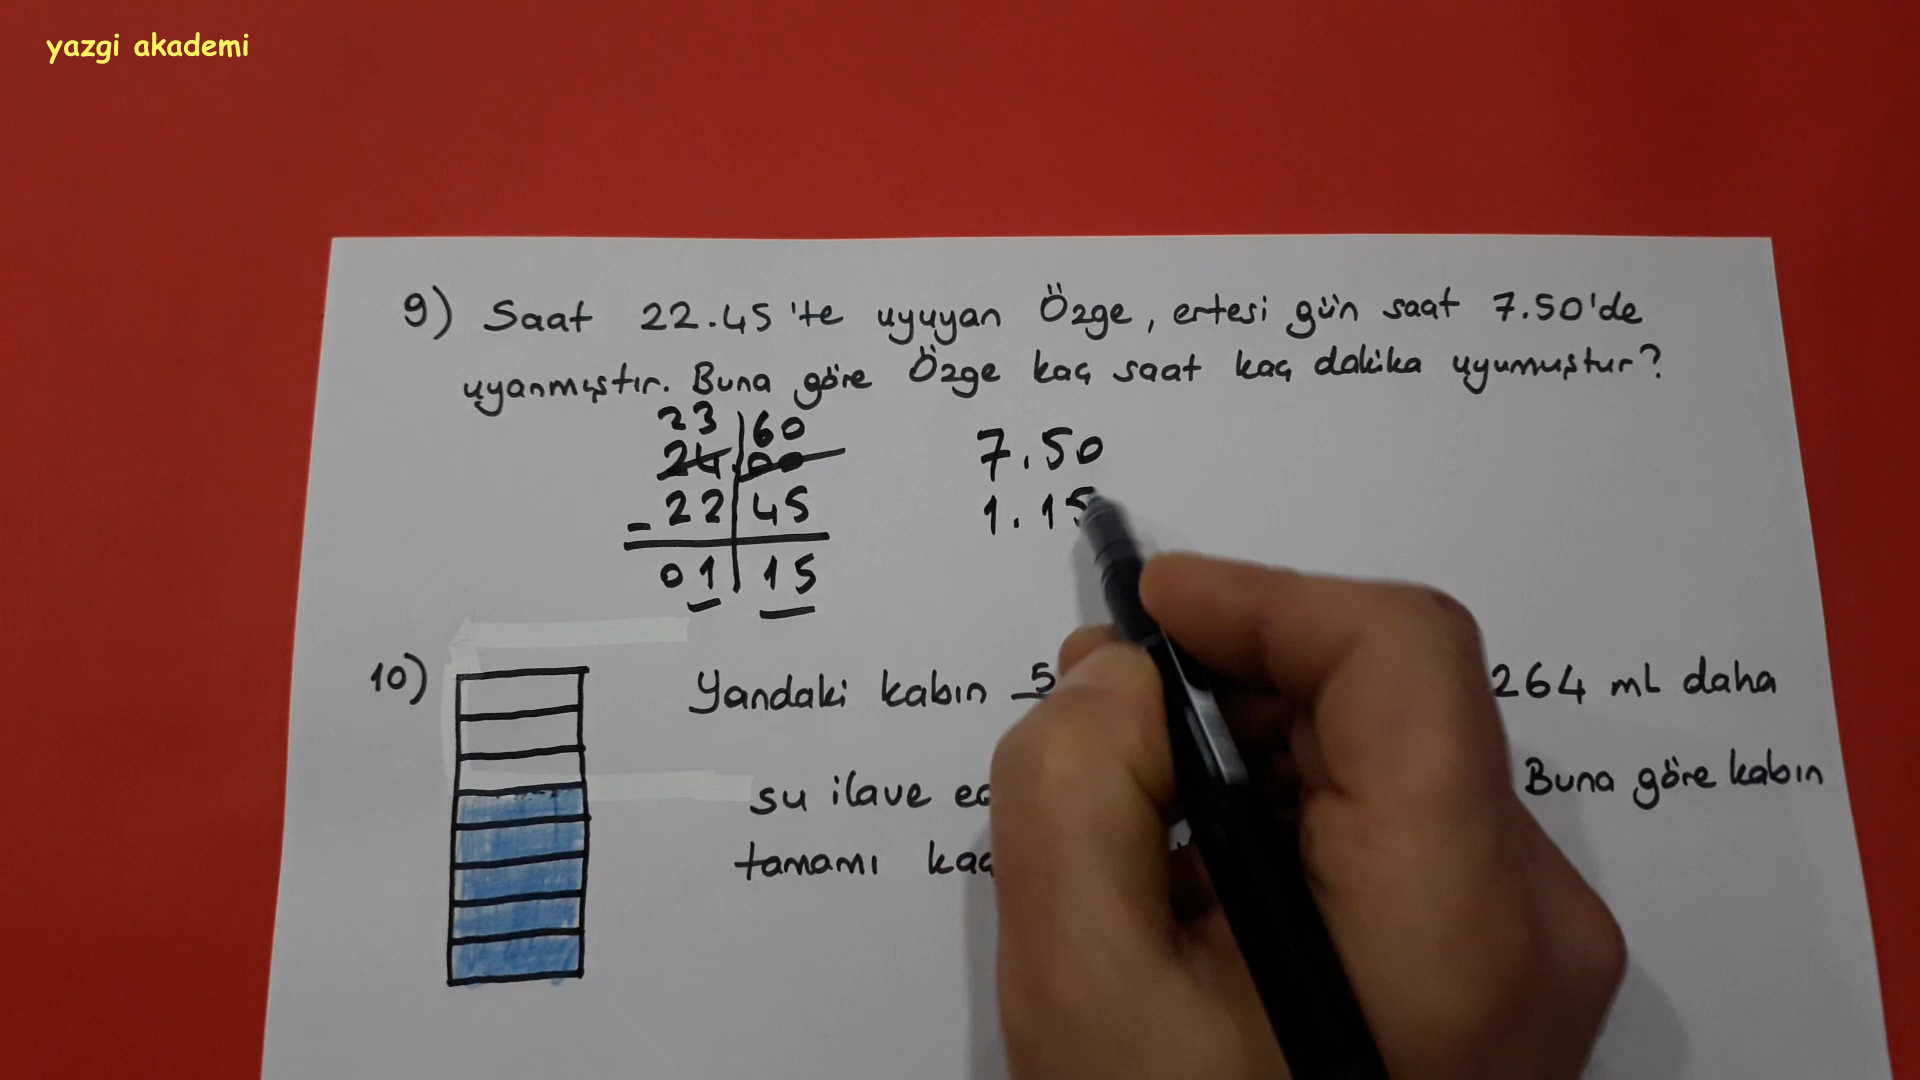 yazgi akademi
9) Saat 22.45'te uyuyan Özge, ertesi gün saat 7.50'de
uyanmıştır. Buna göre Özge kaç saat kaç dakika uyumuştur?
23 | 60
24.00
- 22 | 45
01 | 15
7.50
1.15
10) Yandaki kabın 5 264 mL daha
su ilave Buna göre kabın
tamamı